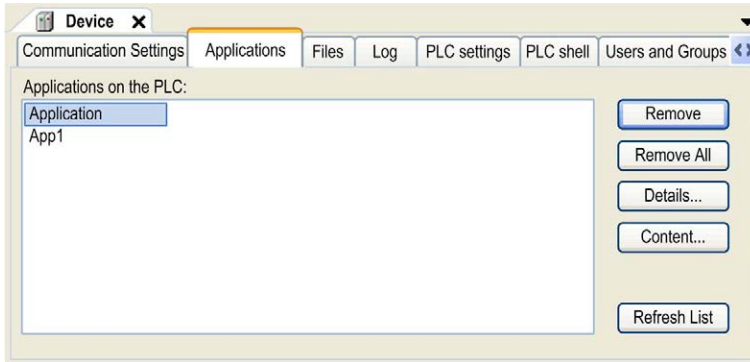 Device
Communication Settings Applications Files Log PLC settings PLC shell Users and Groups
Applications on the PLC:
Application
App1
Remove
Remove All
Details...
Content...
Refresh List